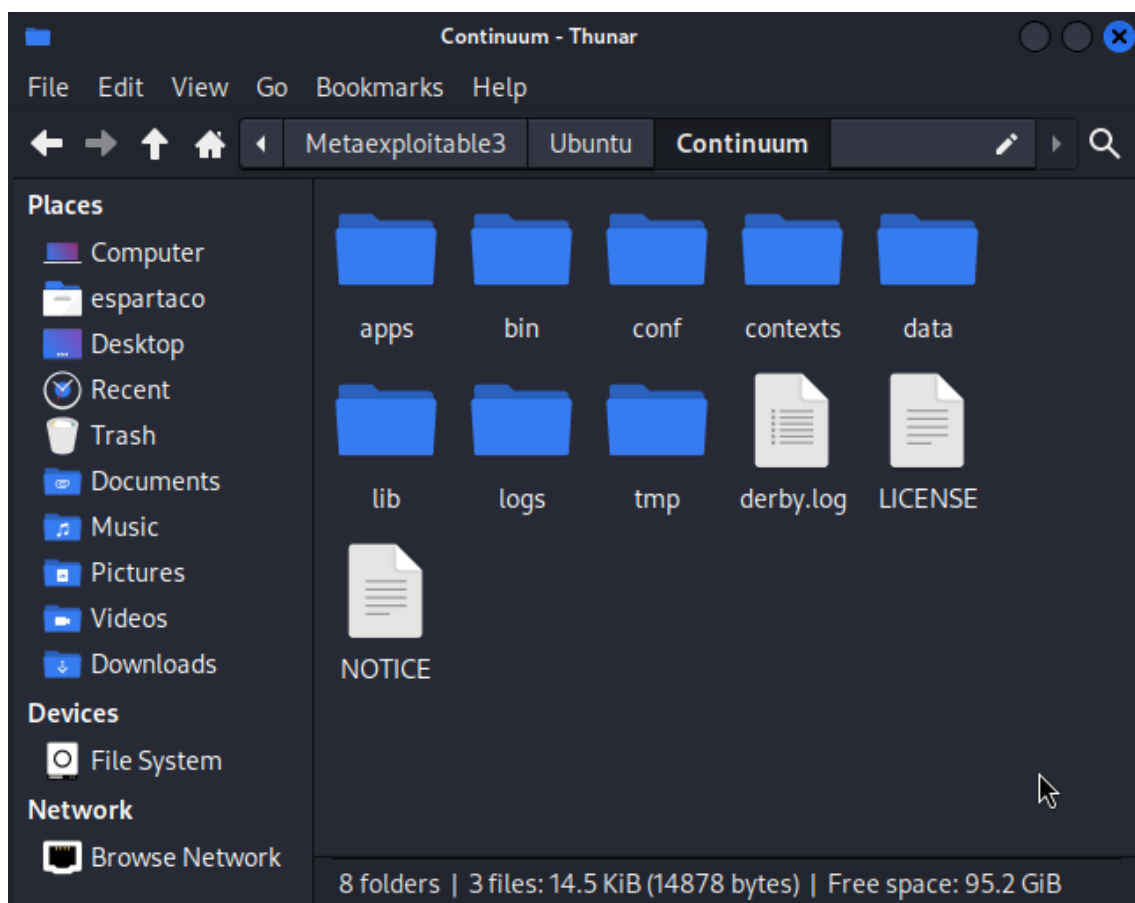 Continuum - Thunar
File Edit View Go Bookmarks Help
Metaexploitable3 Ubuntu Continuum
Places
Computer
espartaco
Desktop
Recent
Trash
Documents
Music
Pictures
Videos
Downloads
Devices
File System
Network
Browse Network
apps bin conf contexts data
lib logs tmp derby.log LICENSE
NOTICE
8 folders | 3 files: 14.5 KiB (14878 bytes) | Free space: 95.2 GiB